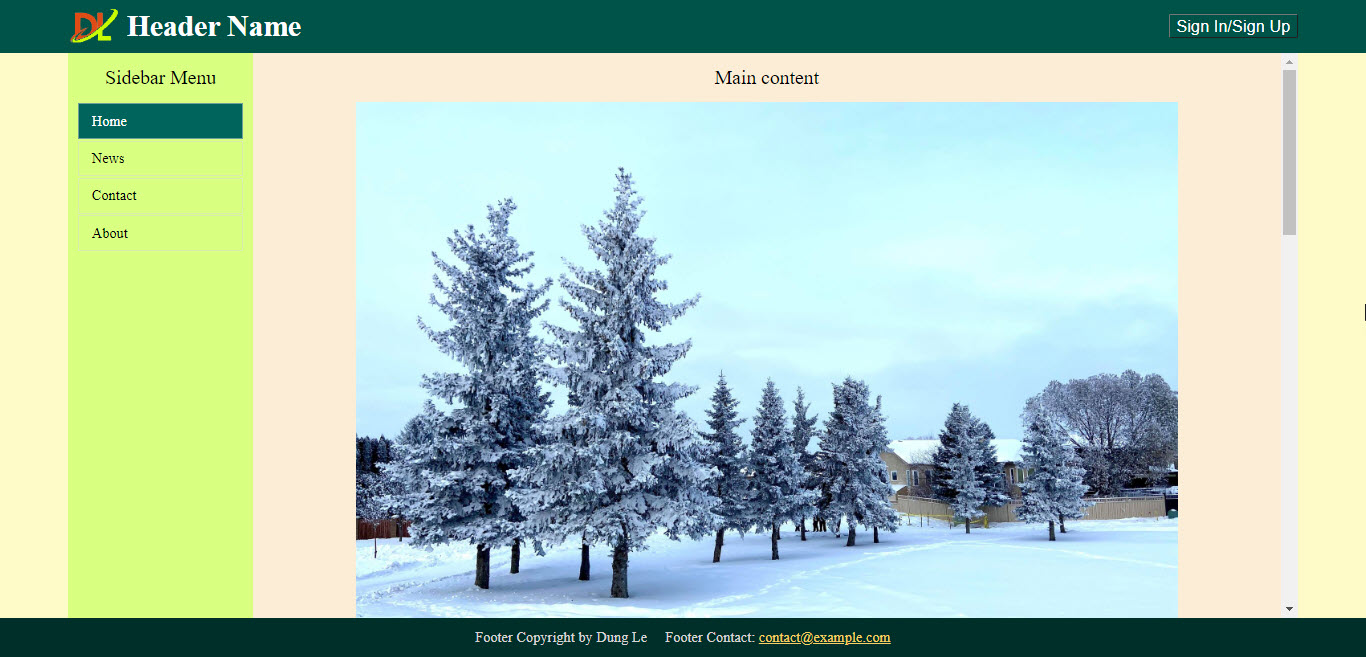 DL Header Name
Sign In/Sign Up
Sidebar Menu
Home
News
Contact
About
Main content
Footer Copyright by Dung Le Footer Contact: contact@example.com